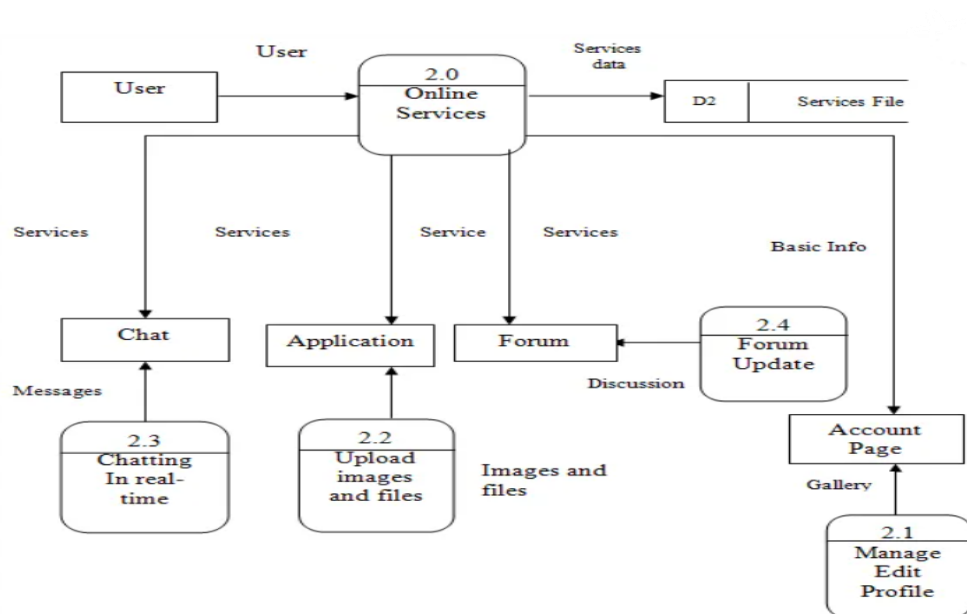 User
Services
data
User
2.0
Online
Services
D2
Services File
Services
Services
Service
Services
Basic Info
Chat
Application
Forum
2.4
Forum
Update
Messages
Discussion
2.3
Chatting
In real-
time
2.2
Upload
images
and files
Images and
files
Account
Page
Gallery
2.1
Manage
Edit
Profile